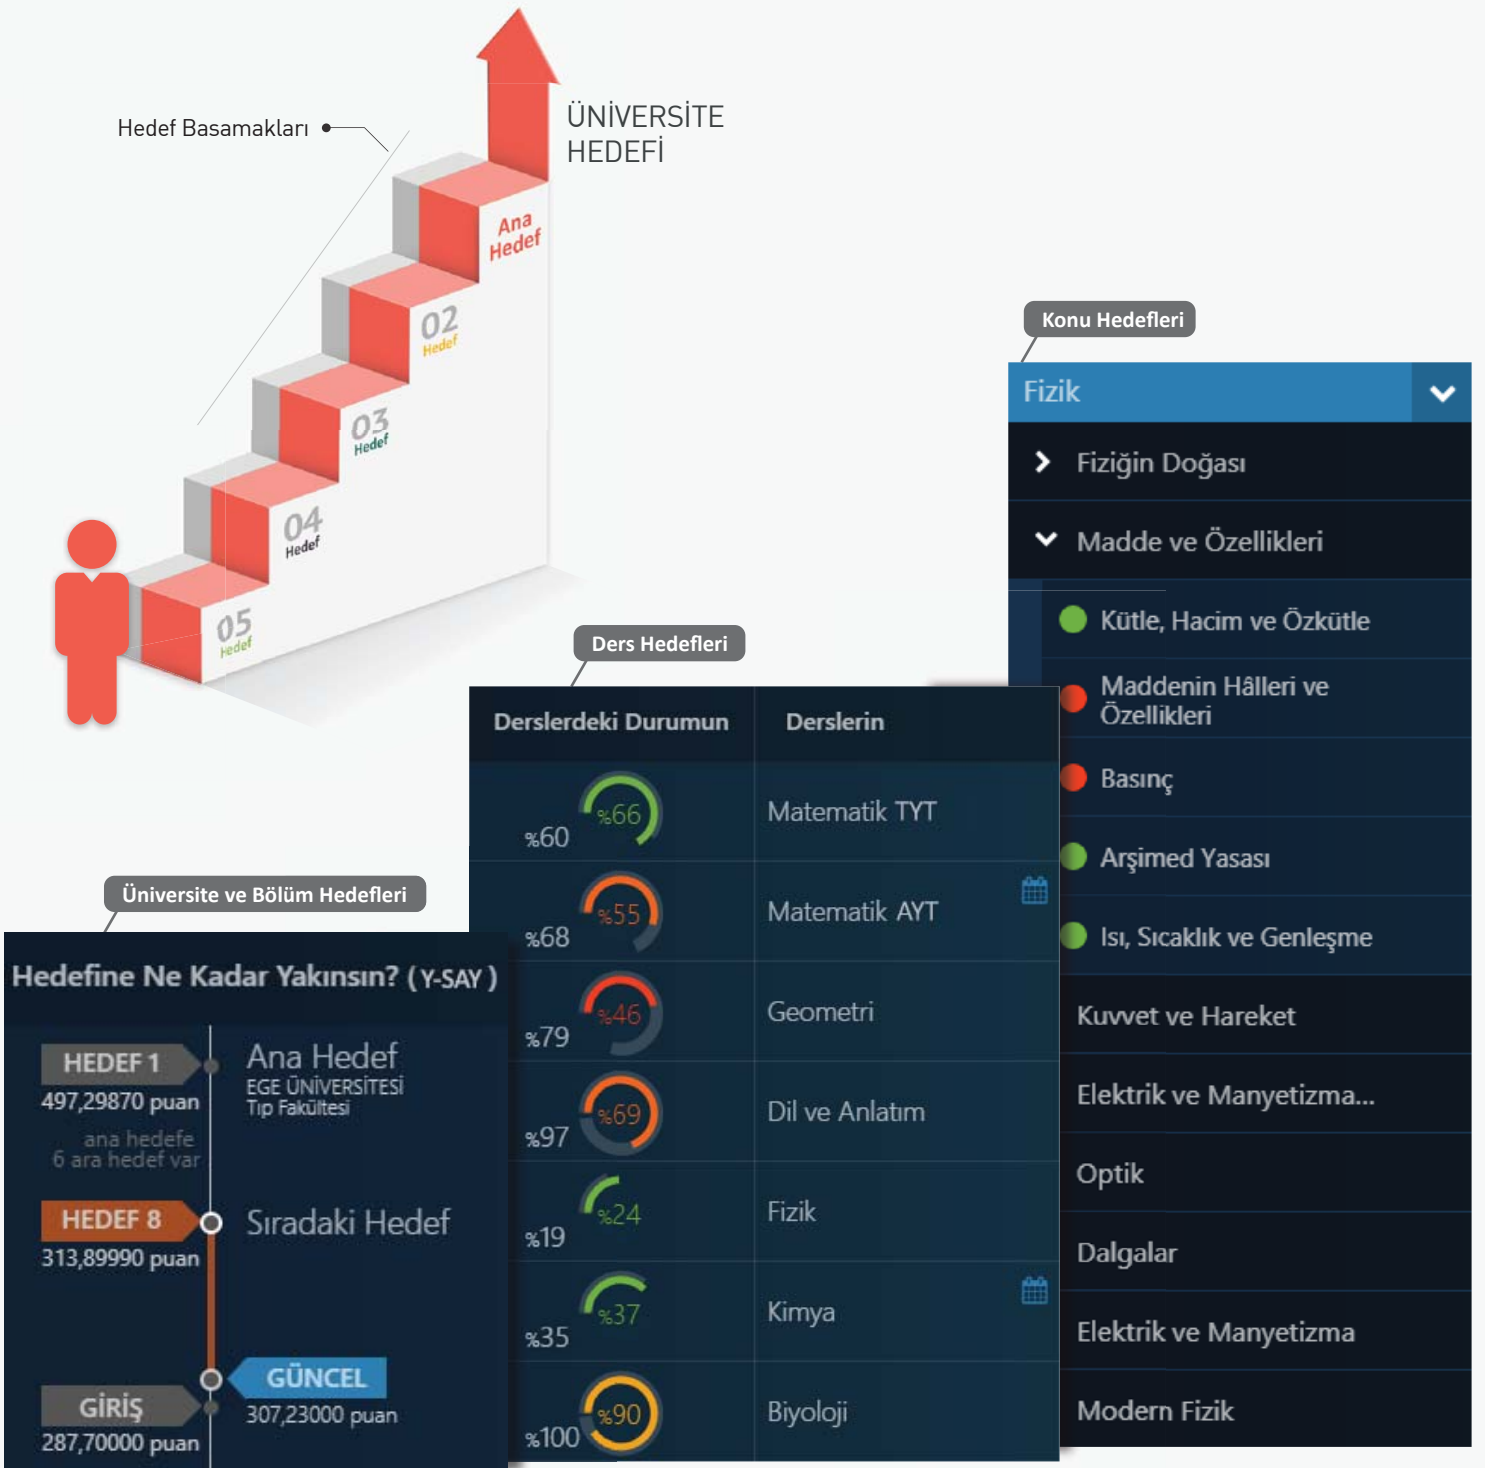 Hedef Basamakları
ÜNİVERSİTE
HEDEFİ
Ana
Hedef
02
Hedef
03
Hedef
04
Hedef
05
Hedef
Konu Hedefleri
Fizik
Fiziğin Doğası
Madde ve Özellikleri
Kütle, Hacim ve Özkütle
Maddenin Hâlleri ve
Özellikleri
Basınç
Arşimed Yasası
Isı, Sıcaklık ve Genleşme
Kuvvet ve Hareket
Elektrik ve Manyetizma...
Optik
Dalgalar
Elektrik ve Manyetizma
Modern Fizik
Ders Hedefleri
Derslerdeki Durumun Derslerin
%60 %66 Matematik TYT
%68 %55 Matematik AYT
%79 %46 Geometri
%97 %69 Dil ve Anlatım
%19 %24 Fizik
%35 %37 Kimya
%100 %90 Biyoloji
Üniversite ve Bölüm Hedefleri
Hedefine Ne Kadar Yakınsın? (Y-SAY)
HEDEF 1
497,29870 puan
ana hedefe
6 ara hedef var
Ana Hedef
EGE ÜNİVERSİTESİ
Tıp Fakültesi
HEDEF 8
313,89990 puan
Sıradaki Hedef
GÜNCEL
307,23000 puan
GİRİŞ
287,70000 puan